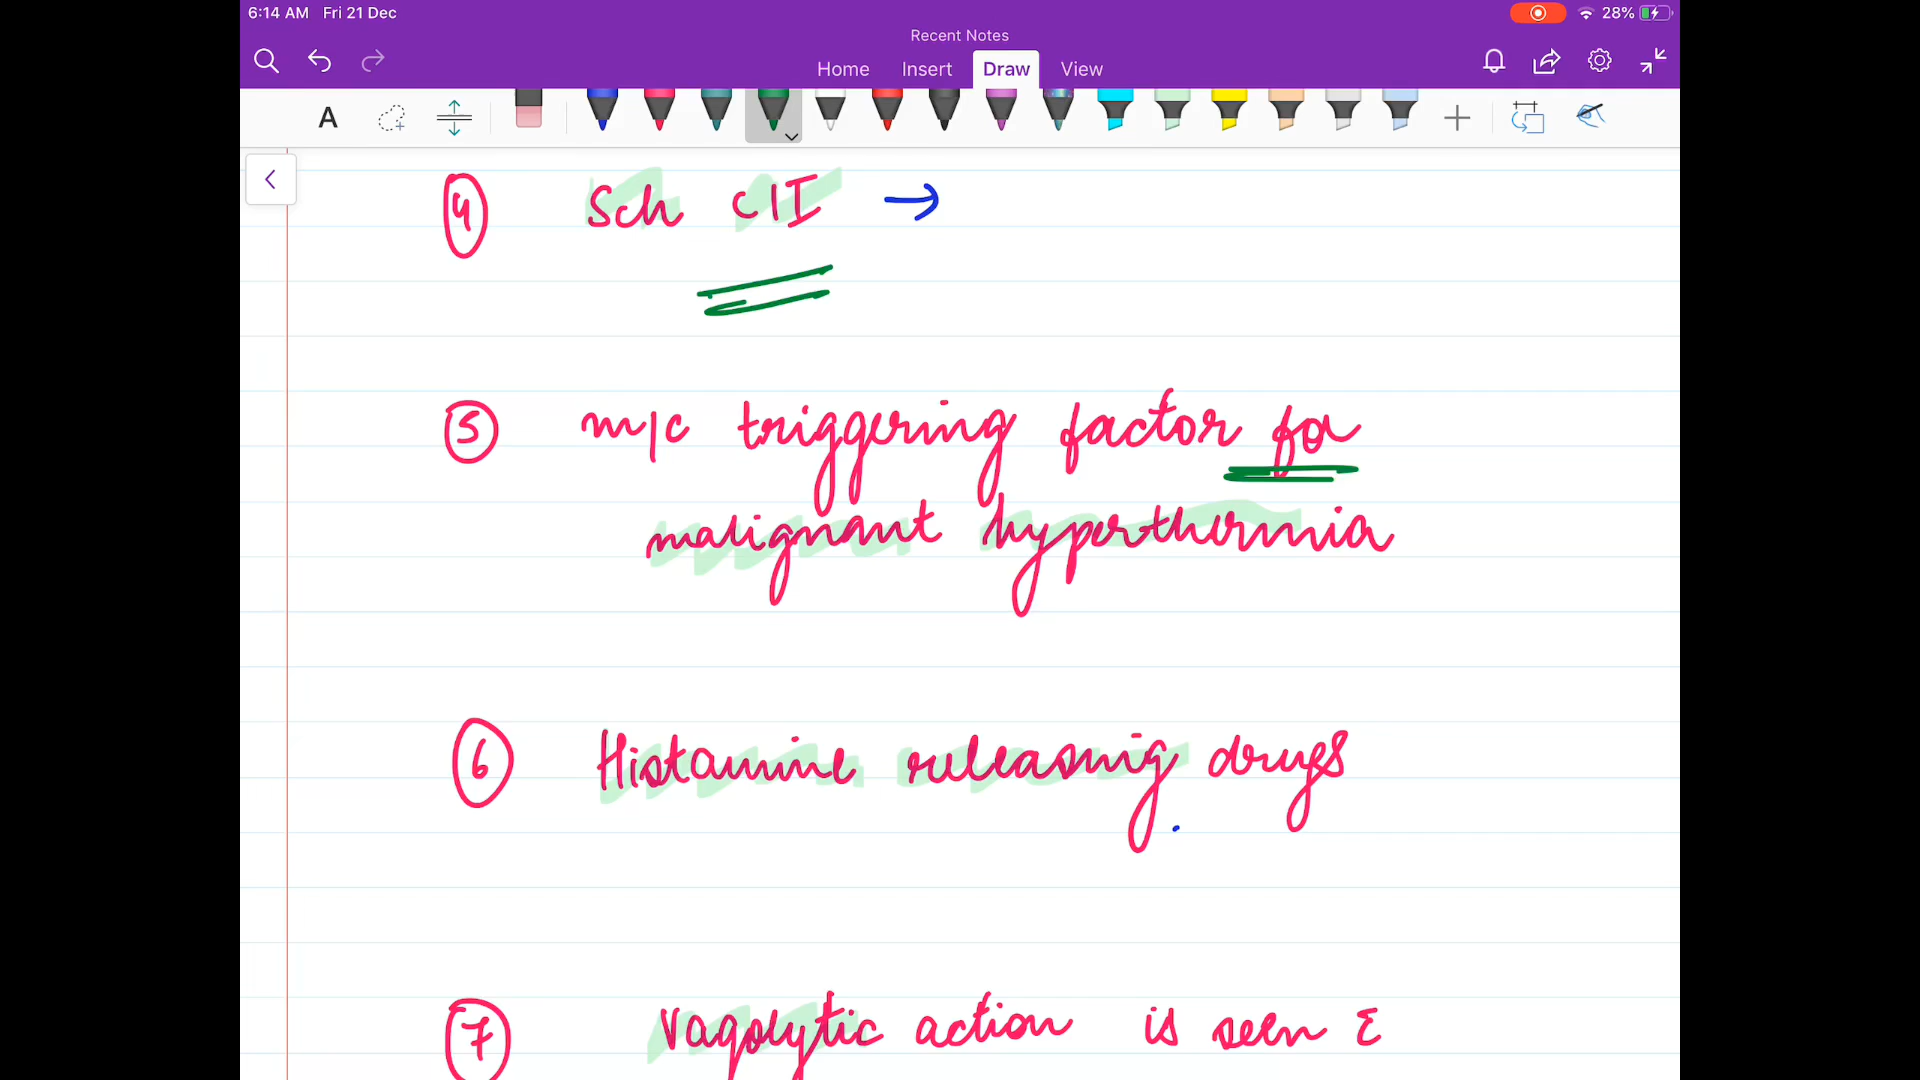 6:14 AM Fri 21 Dec
28%
Recent Notes
Home Insert Draw View
A
4 Sch CII →
5 m/c triggering factor for
malignant hyperthermia
6 Histamine releasing drugs
7 Vagolytic action is seen